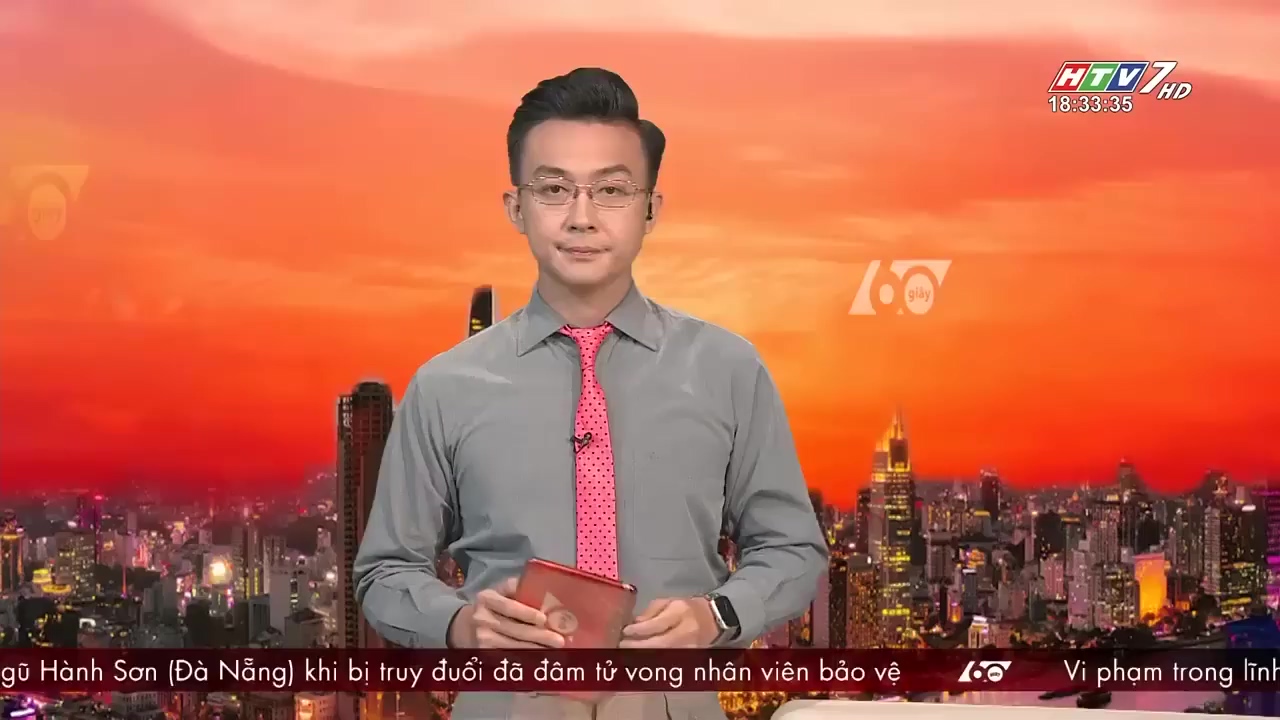 HTV7 HD
18:33:35
giây
60 giây
gũ Hành Sơn (Đà Nẵng) khi bị truy đuổi đã đâm tử vong nhân viên bảo vệ 60 giây Vi phạm trong lĩnh